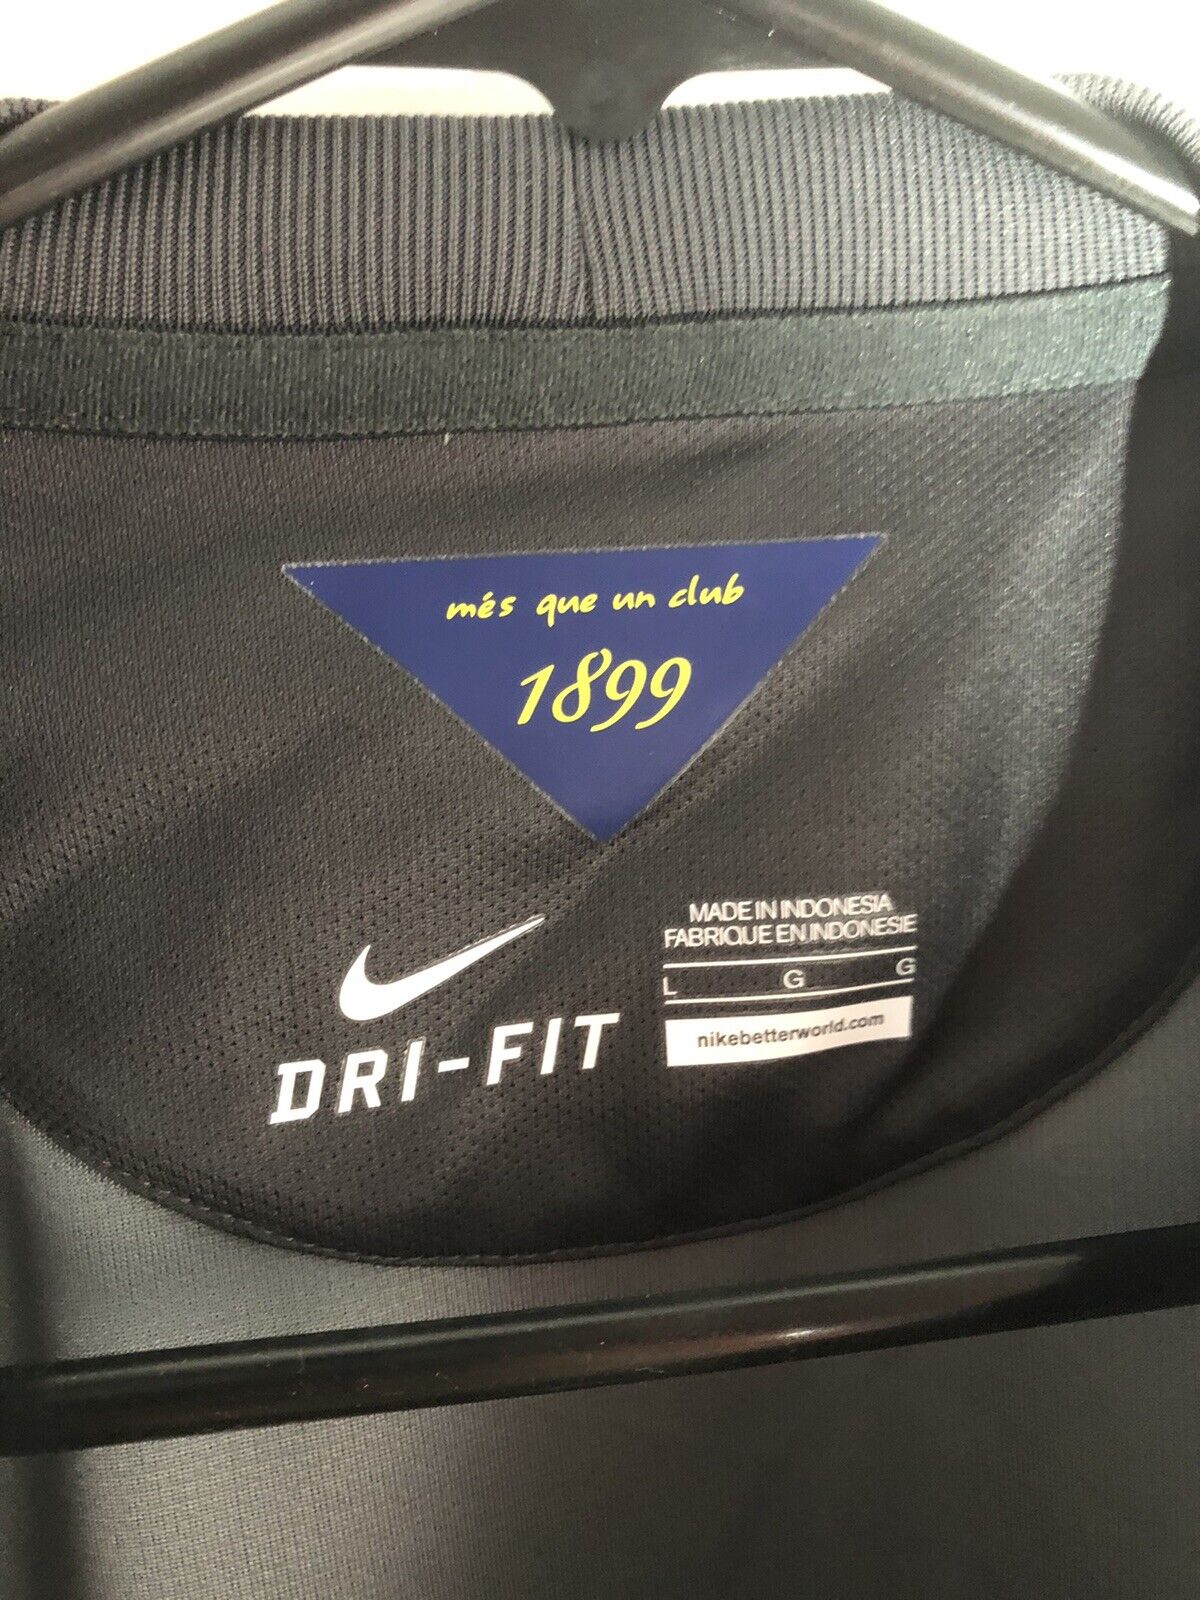 més que un club
1899
DRI-FIT
MADE IN INDONESIA
FABRIQUE EN INDONESIE
L G G
nikebetterworld.com